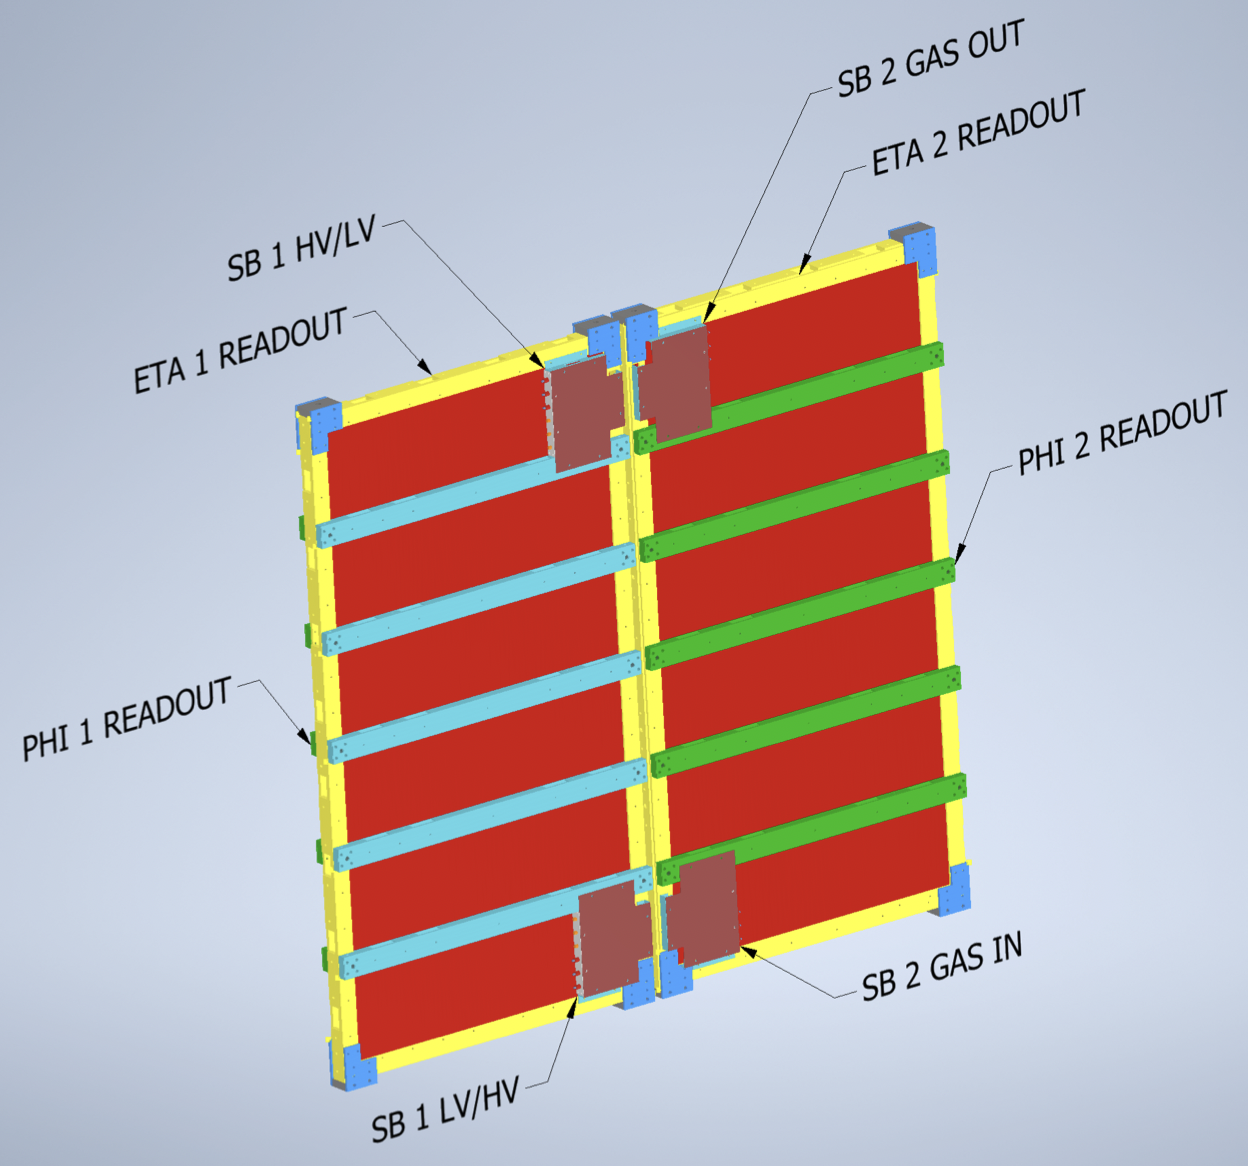 SB 2 GAS OUT
ETA 2 READOUT
SB 1 HV/LV
ETA 1 READOUT
PHI 2 READOUT
PHI 1 READOUT
SB 2 GAS IN
SB 1 LV/HV